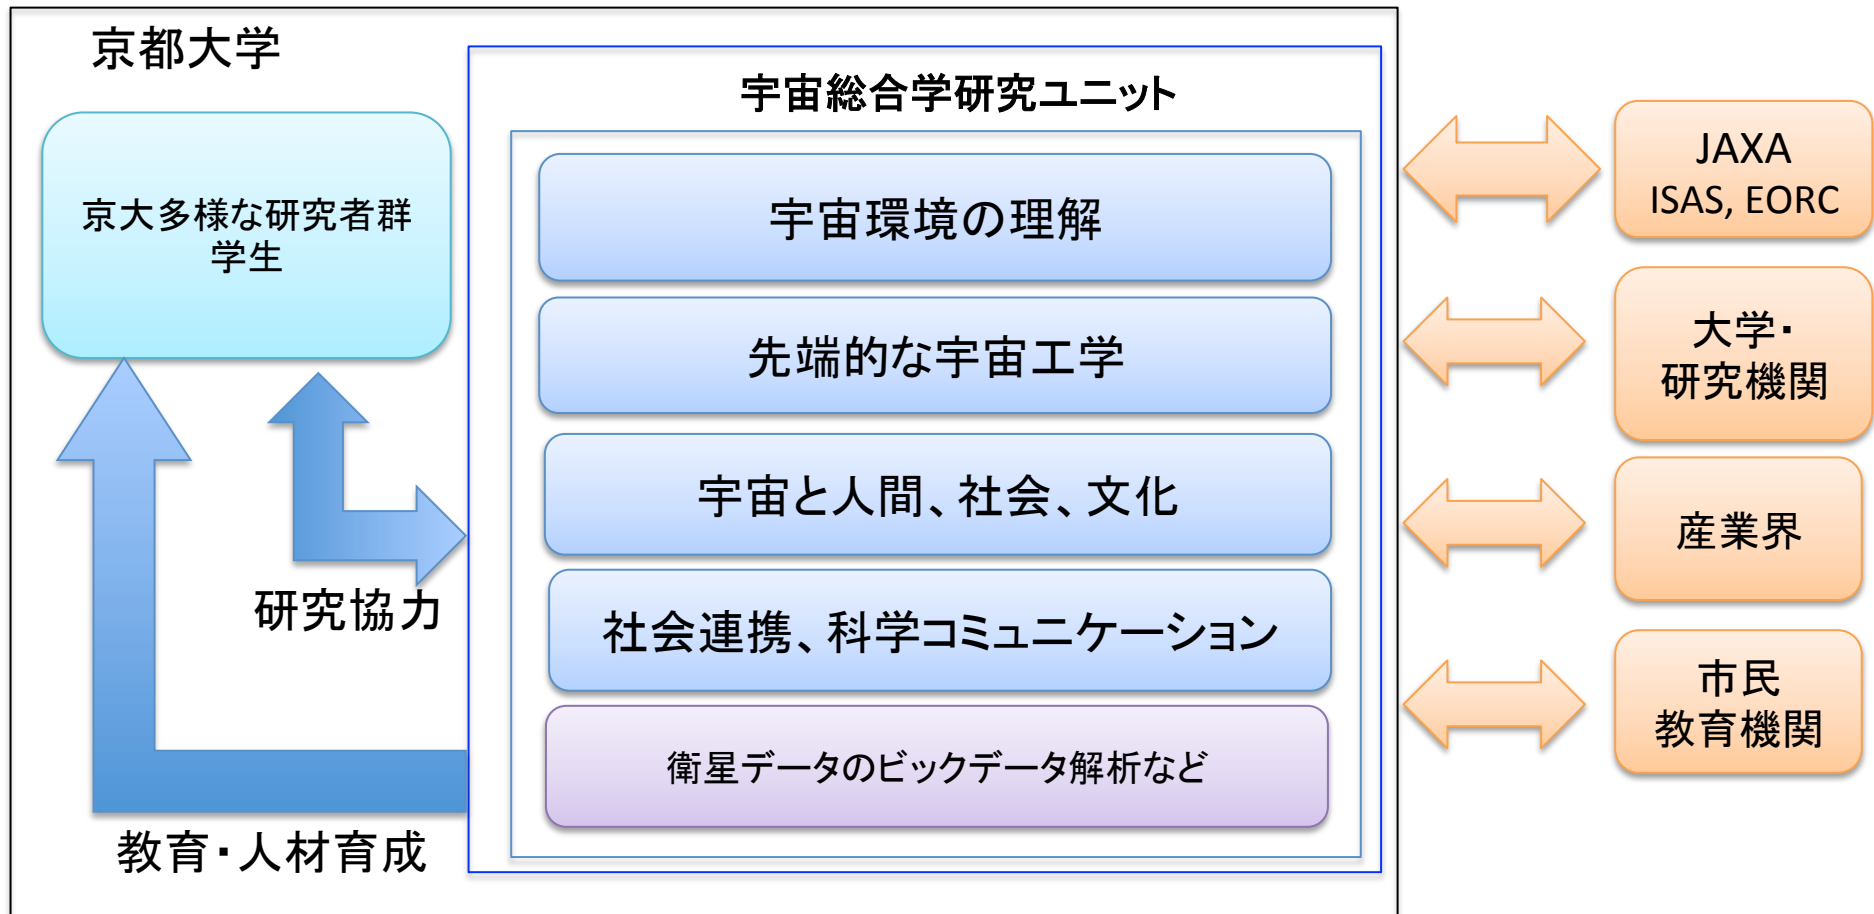 京都大学
京大多様な研究者群
学生
研究協力
教育・人材育成
宇宙総合学研究ユニット
宇宙環境の理解
先端的な宇宙工学
宇宙と人間、社会、文化
社会連携、科学コミュニケーション
衛星データのビックデータ解析など
JAXA
ISAS, EORC
大学・
研究機関
産業界
市民
教育機関